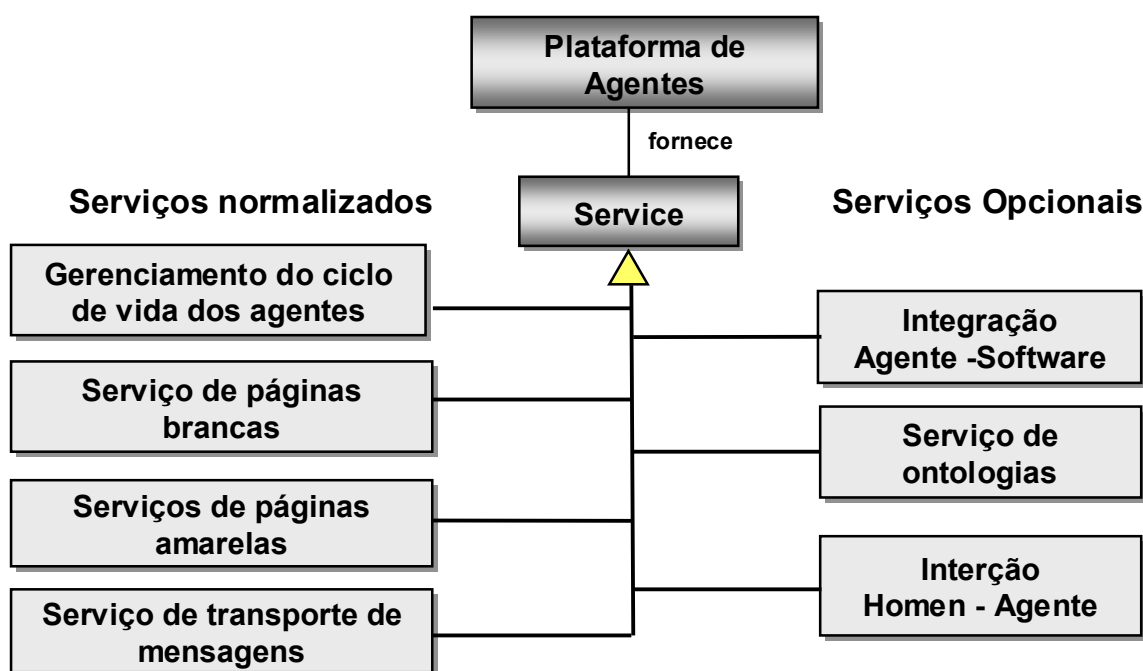 Plataforma de
Agentes
fornece
Service
Serviços normalizados
Gerenciamento do ciclo
de vida dos agentes
Serviço de páginas
brancas
Serviços de páginas
amarelas
Serviço de transporte de
mensagens
Serviços Opcionais
Integração
Agente -Software
Serviço de
ontologias
Interção
Homen - Agente